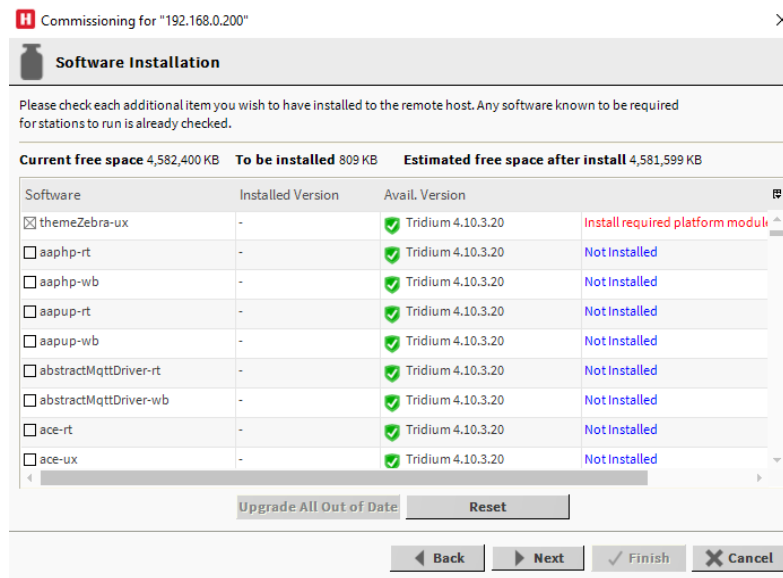 H Commissioning for "192.168.0.200"
Software Installation
Please check each additional item you wish to have installed to the remote host. Any software known to be required
for stations to run is already checked.
Current free space 4,582,400 KB To be installed 809 KB Estimated free space after install 4,581,599 KB
Software Installed Version Avail. Version
themeZebra-ux - Tridium 4.10.3.20 Install required platform module
aaphp-rt - Tridium 4.10.3.20 Not Installed
aaphp-wb - Tridium 4.10.3.20 Not Installed
aapup-rt - Tridium 4.10.3.20 Not Installed
aapup-wb - Tridium 4.10.3.20 Not Installed
abstractMqttDriver-rt - Tridium 4.10.3.20 Not Installed
abstractMqttDriver-wb - Tridium 4.10.3.20 Not Installed
ace-rt - Tridium 4.10.3.20 Not Installed
ace-ux - Tridium 4.10.3.20 Not Installed
Upgrade All Out of Date Reset
Back Next Finish Cancel